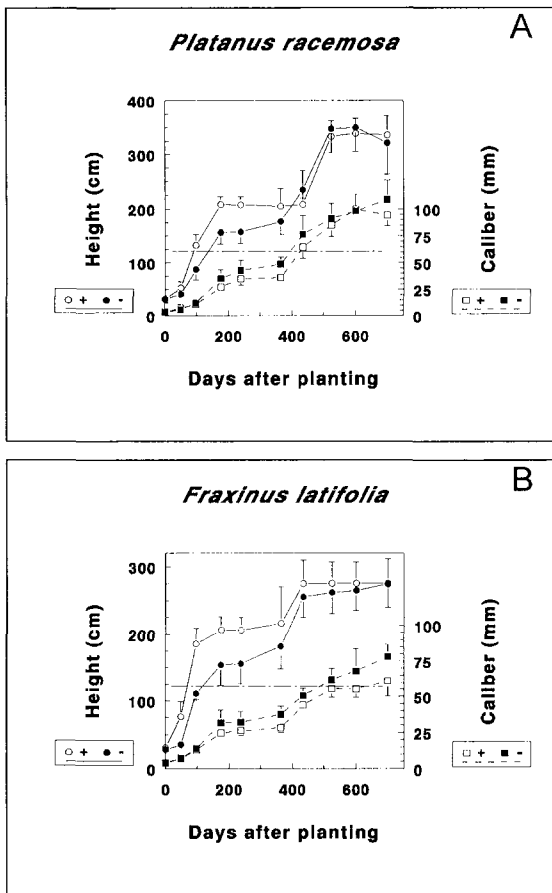 A
Platanus racemosa
Height (cm)
400
300
200
100
0
Caliber (mm)
100
75
50
25
0
0 200 400 600
Days after planting
○ + ● -
□ + ■ -
B
Fraxinus latifolia
Height (cm)
300
200
100
0
Caliber (mm)
100
75
50
25
0
0 200 400 600
Days after planting
○ + ● -
□ + ■ -